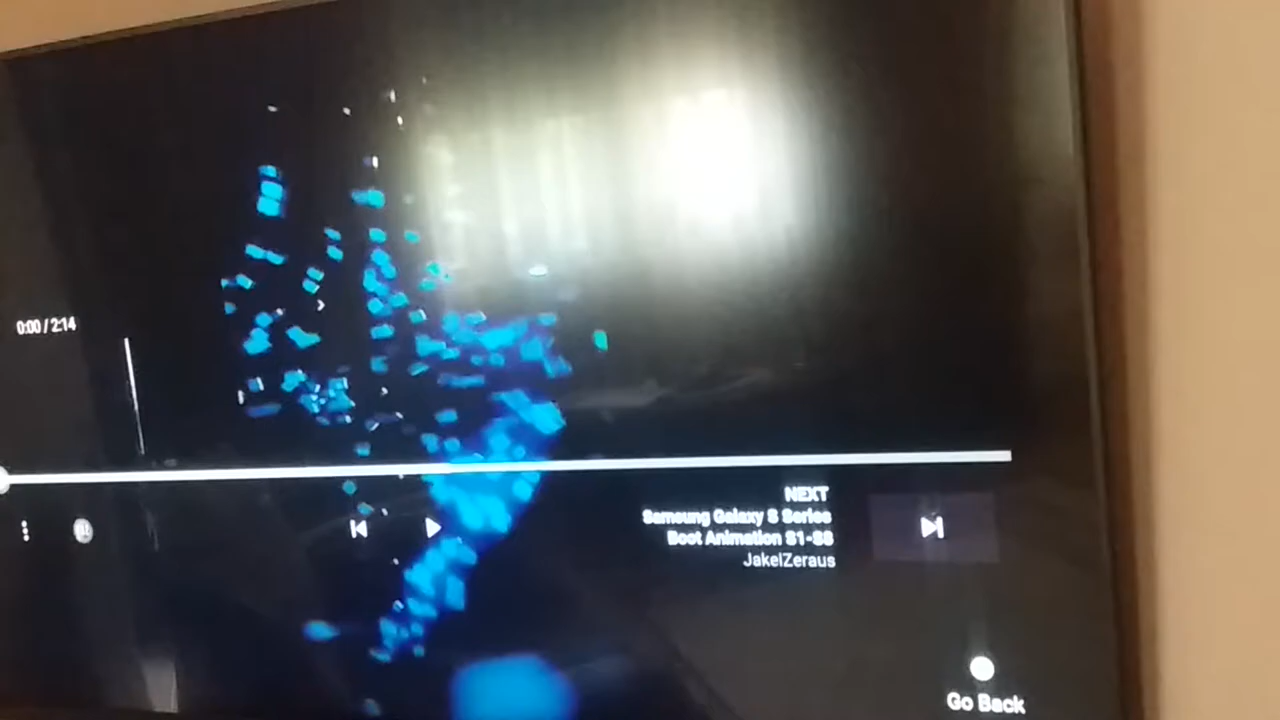 0:00 / 2:14
NEXT
Samsung Galaxy S Series
Boot Animation S1-S8
JakeiZeraus
Go Back